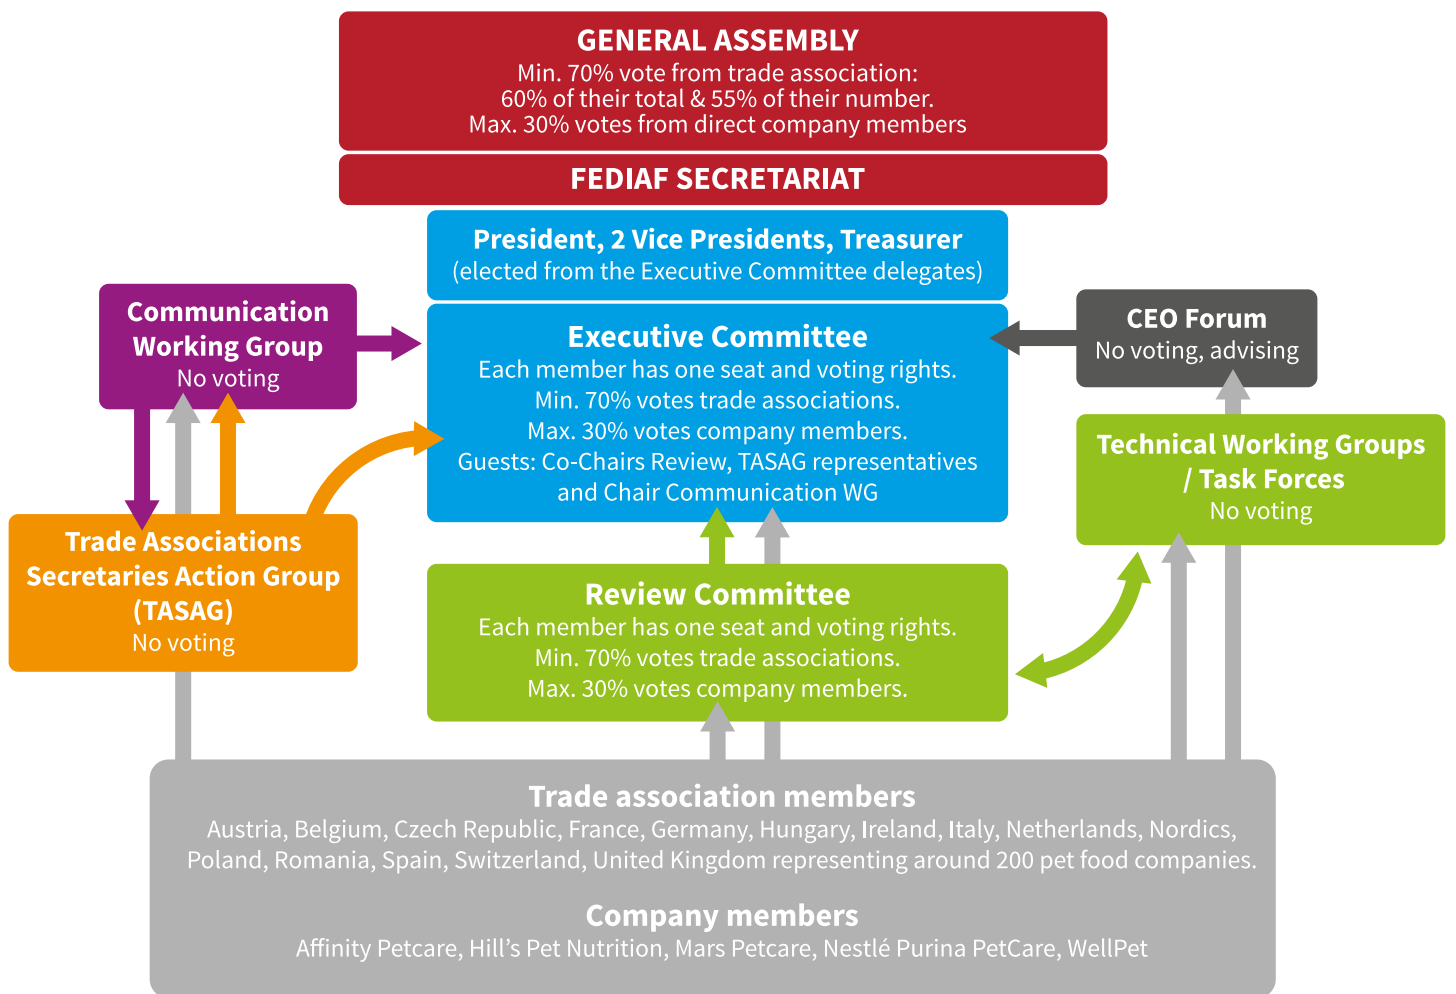 GENERAL ASSEMBLY
Min. 70% vote from trade association:
60% of their total & 55% of their number.
Max. 30% votes from direct company members
FEDIAF SECRETARIAT
President, 2 Vice Presidents, Treasurer
(elected from the Executive Committee delegates)
Communication
Working Group
No voting
Executive Committee
Each member has one seat and voting rights.
Min. 70% votes trade associations.
Max. 30% votes company members.
Guests: Co-Chairs Review, TASAG representatives
and Chair Communication WG
CEO Forum
No voting, advising
Technical Working Groups
/ Task Forces
No voting
Trade Associations
Secretaries Action Group
(TASAG)
No voting
Review Committee
Each member has one seat and voting rights.
Min. 70% votes trade associations.
Max. 30% votes company members.
Trade association members
Austria, Belgium, Czech Republic, France, Germany, Hungary, Ireland, Italy, Netherlands, Nordics,
Poland, Romania, Spain, Switzerland, United Kingdom representing around 200 pet food companies.
Company members
Affinity Petcare, Hill’s Pet Nutrition, Mars Petcare, Nestlé Purina PetCare, WellPet